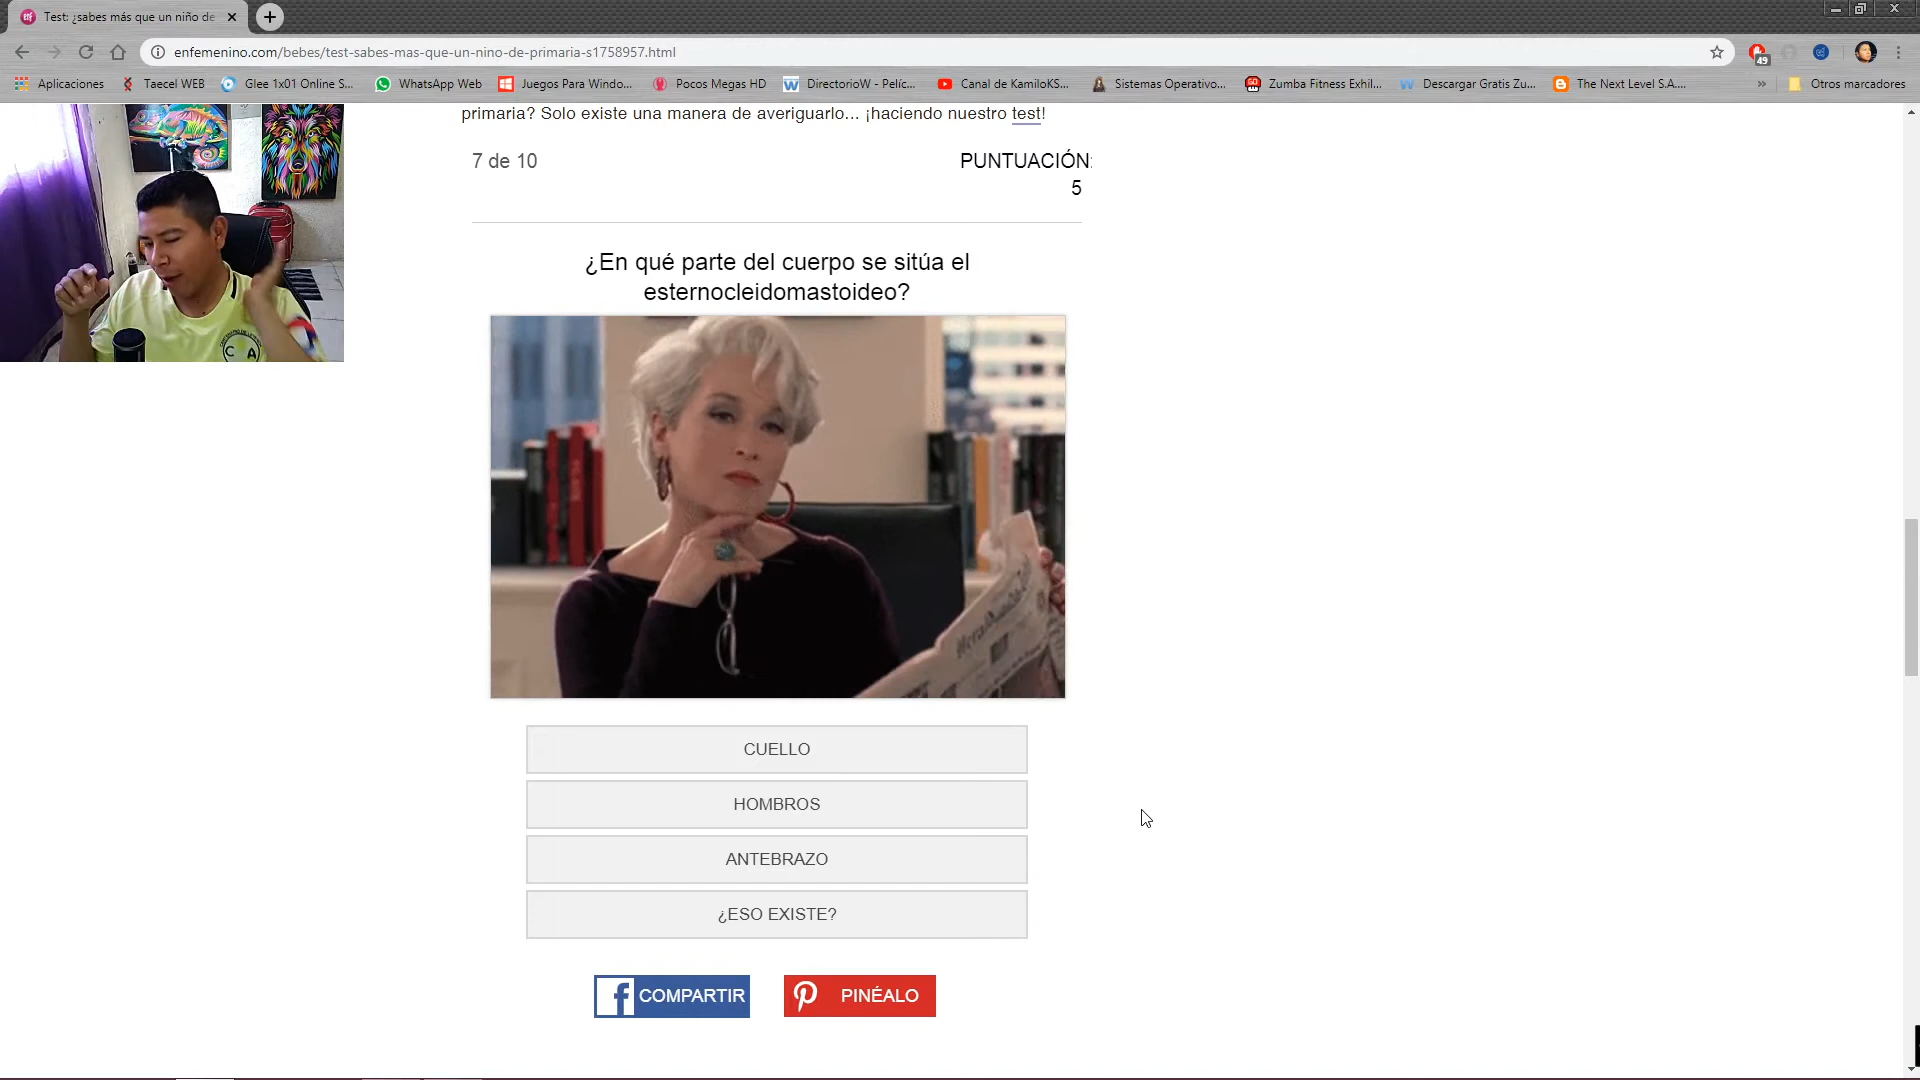 Test: ¿sabes más que un niño de
enfemenino.com/bebes/test-sabes-mas-que-un-nino-de-primaria-s1758957.html
49
Aplicaciones
Taecel WEB
Glee 1x01 Online S...
WhatsApp Web
Juegos Para Windo...
Pocos Megas HD
DirectorioW - Pelíc...
Canal de KamiloKS...
Sistemas Operativo...
Zumba Fitness Exhil...
Descargar Gratis Zu...
The Next Level S.A....
»
Otros marcadores
primaria? Solo existe una manera de averiguarlo... ¡haciendo nuestro test!
7 de 10
PUNTUACIÓN:
5
¿En qué parte del cuerpo se sitúa el
esternocleidomastoideo?
C A
CUELLO
HOMBROS
ANTEBRAZO
¿ESO EXISTE?
COMPARTIR
PINÉALO